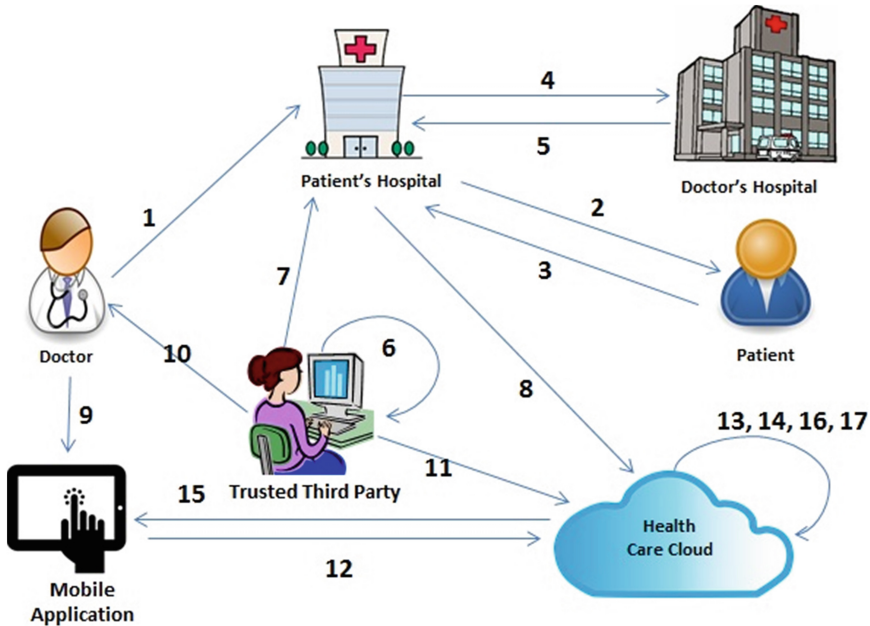 4
5
Patient's Hospital
Doctor's Hospital
1
2
3
7
Doctor
10
6
Patient
9
8
13, 14, 16, 17
11
Trusted Third Party
15
Health
Care Cloud
12
Mobile
Application